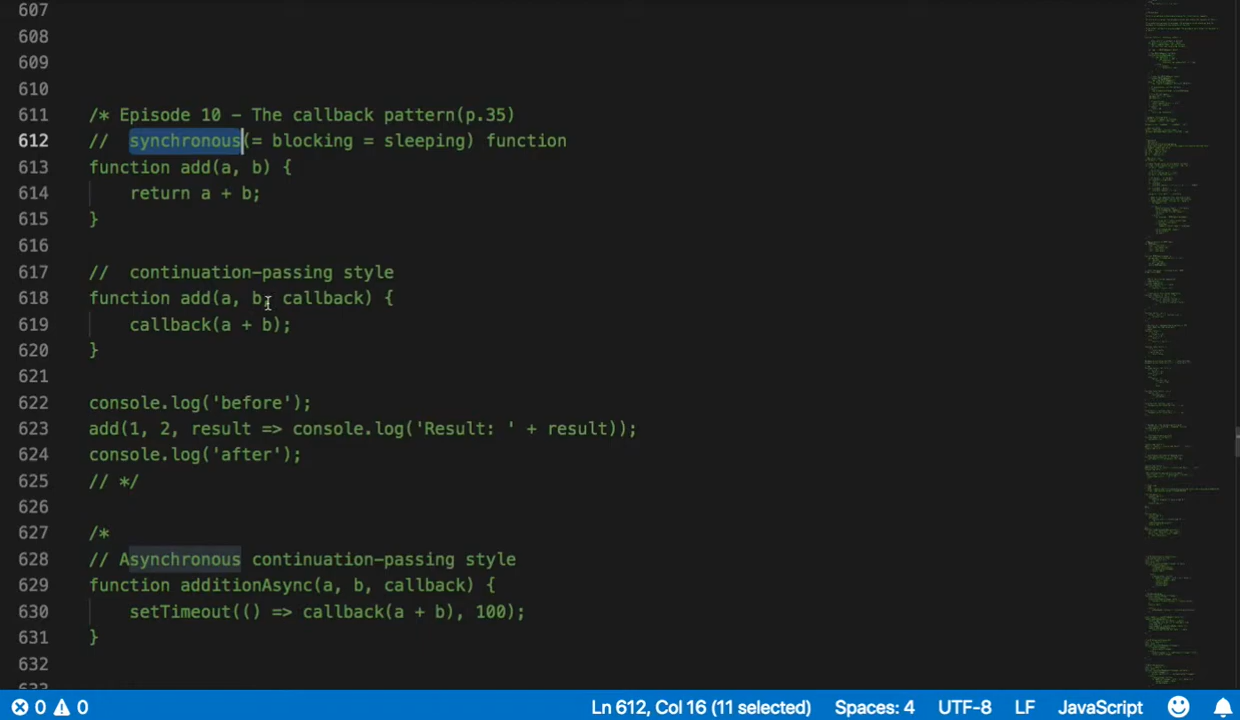 607
608
609
610
611 /* Episode 10 - The callback pattern(p.35)
612 //  synchronous(= blocking = sleeping) function
613 function add(a, b) {
614     return a + b;
615 }
616
617 //  continuation-passing style
618 function add(a, b, callback) {
619     callback(a + b);
620 }
621
622 console.log('before');
623 add(1, 2, result => console.log('Result: ' + result));
624 console.log('after');
625 // */
626
627 /*
628 // Asynchronous continuation-passing style
629 function additionAsync(a, b, callback) {
630     setTimeout(() => callback(a + b), 100);
631 }
632
0 0 Ln 612, Col 16 (11 selected) Spaces: 4 UTF-8 LF JavaScript